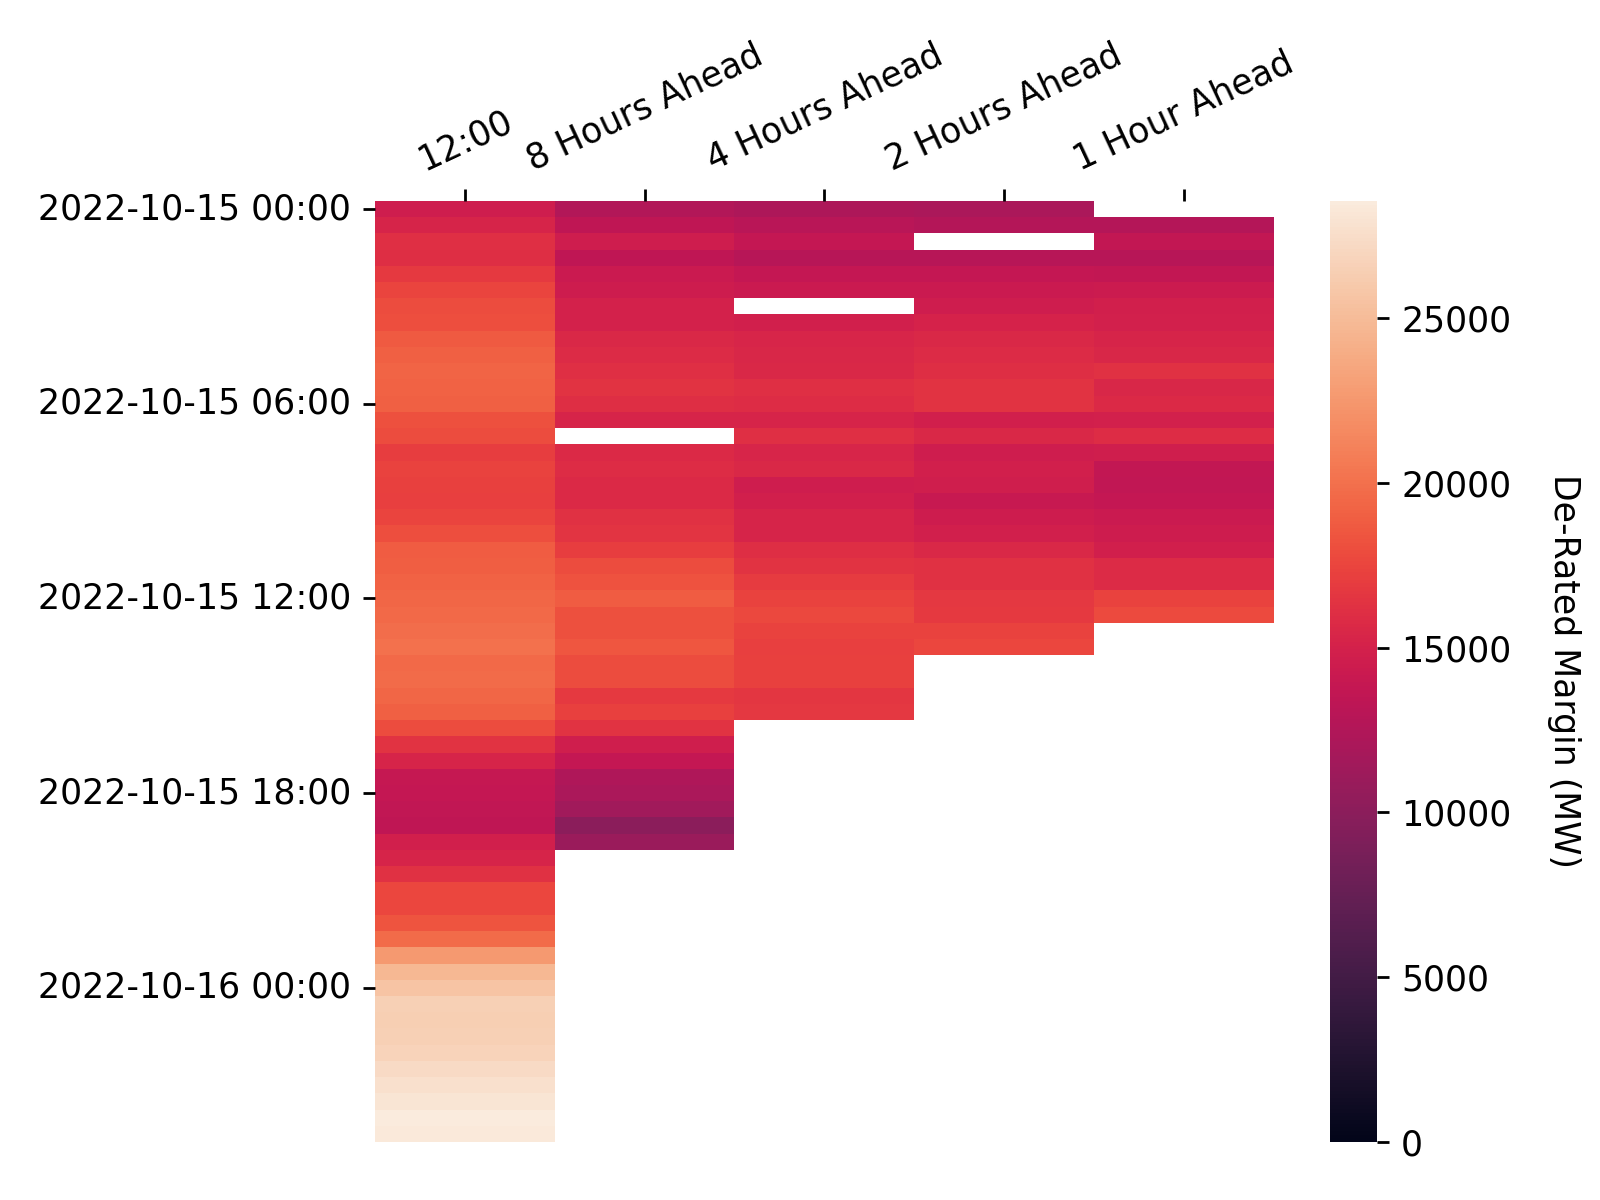 12:00
8 Hours Ahead
4 Hours Ahead
2 Hours Ahead
1 Hour Ahead
2022-10-15 00:00
2022-10-15 06:00
2022-10-15 12:00
2022-10-15 18:00
2022-10-16 00:00
25000
20000
15000
10000
5000
0
De-Rated Margin (MW)